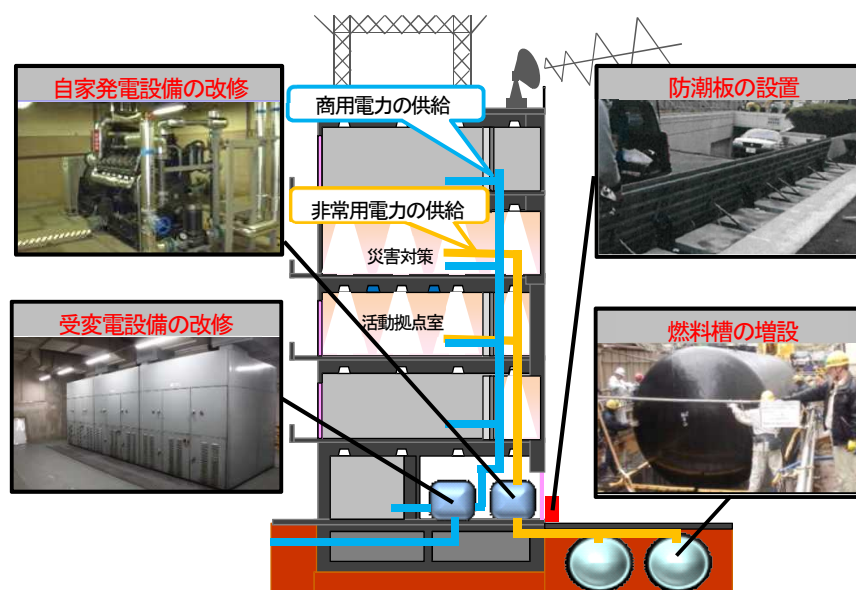 自家発電設備の改修
商用電力の供給
防潮板の設置
非常用電力の供給
災害対策
受変電設備の改修
活動拠点室
燃料槽の増設